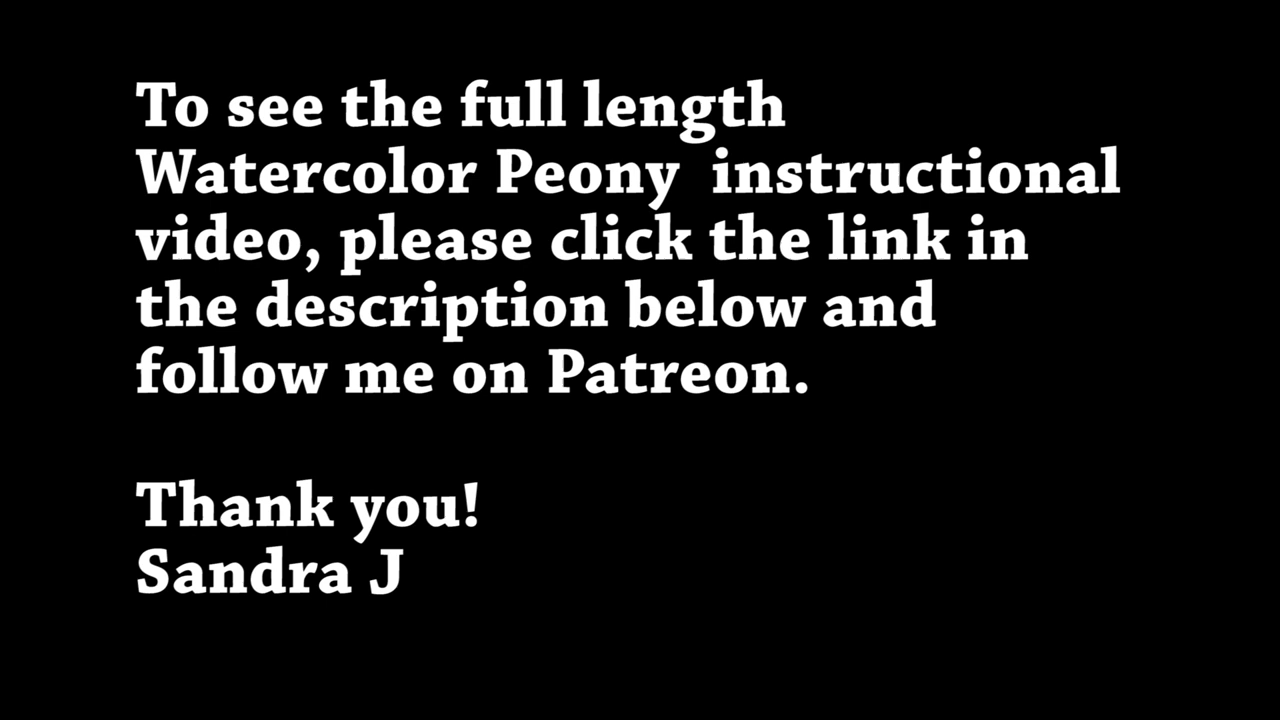 To see the full length
Watercolor Peony  instructional
video, please click the link in
the description below and
follow me on Patreon.
Thank you!
Sandra J